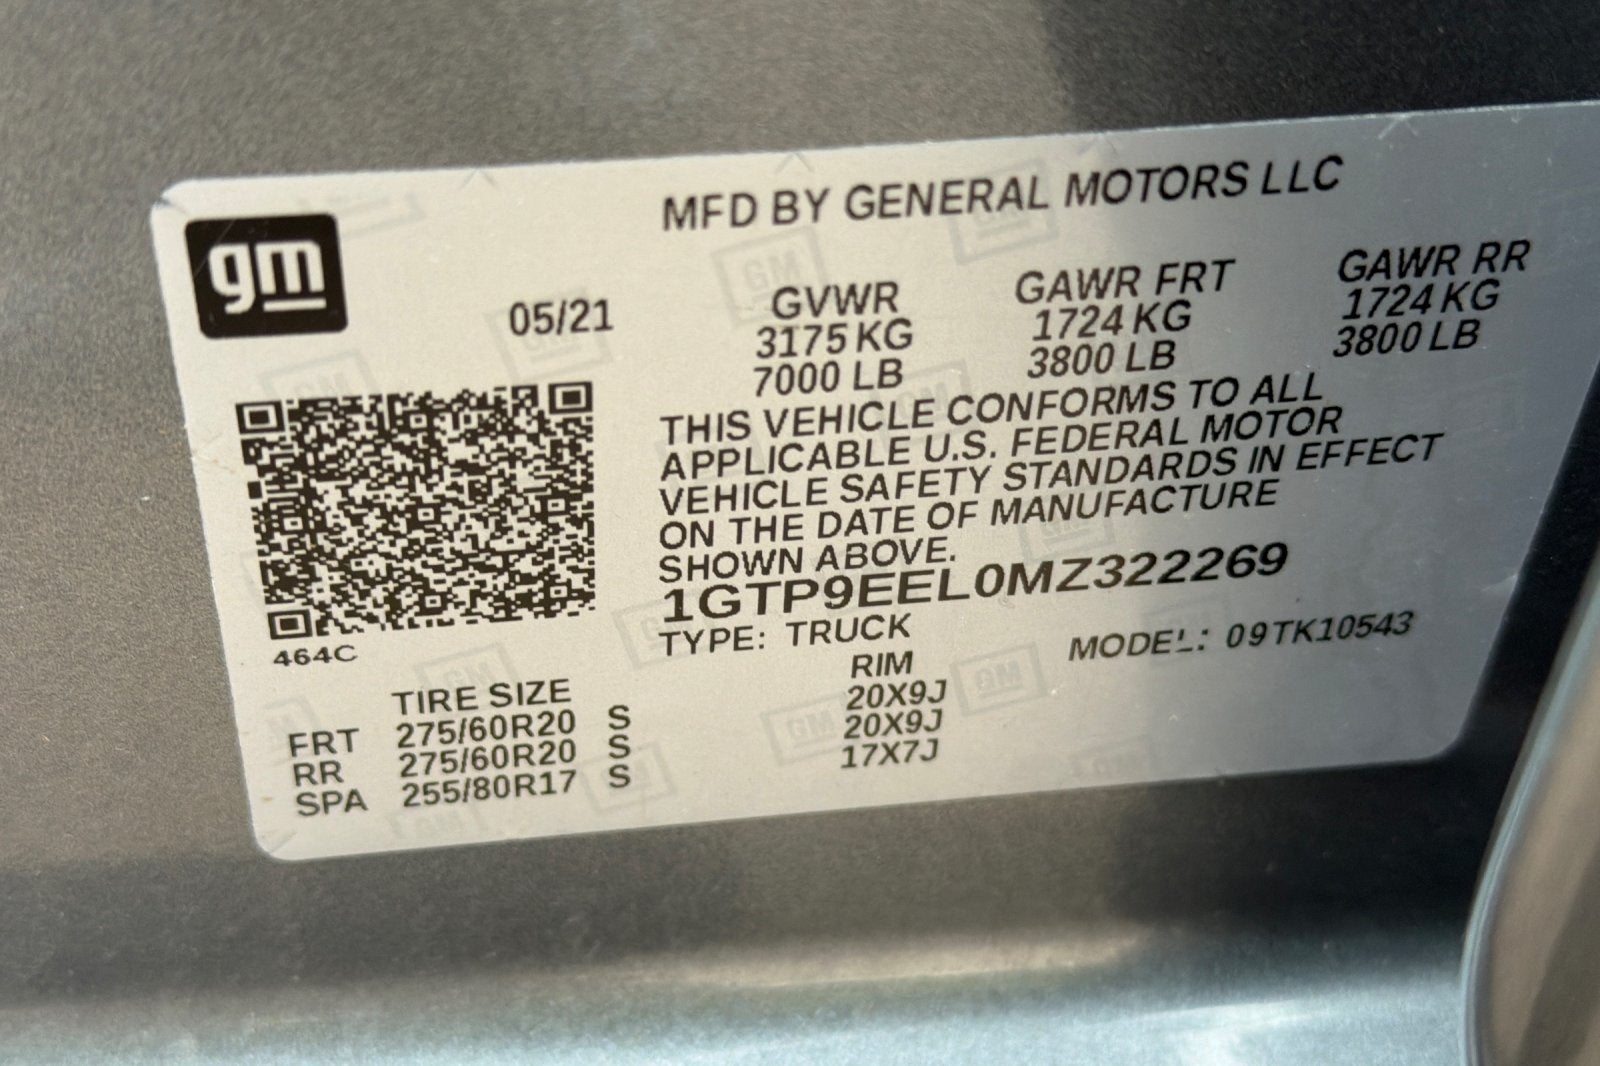 MFD BY GENERAL MOTORS LLC
gm
05/21
GVWR GAWR FRT GAWR RR
3175 KG 1724 KG 1724 KG
7000 LB 3800 LB 3800 LB
THIS VEHICLE CONFORMS TO ALL
APPLICABLE U.S. FEDERAL MOTOR
VEHICLE SAFETY STANDARDS IN EFFECT
ON THE DATE OF MANUFACTURE
SHOWN ABOVE.
1GTP9EEL0MZ322269
TYPE: TRUCK MODEL: 09TK10543
464C
TIRE SIZE RIM
FRT 275/60R20 S 20X9J
RR 275/60R20 S 20X9J
SPA 255/80R17 S 17X7J